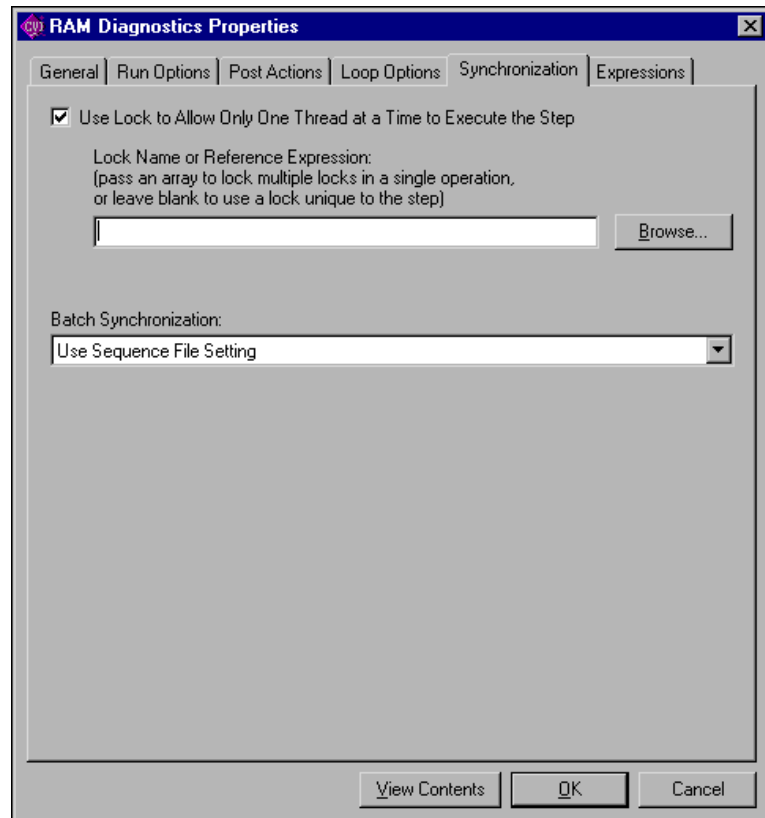 CVI RAM Diagnostics Properties
General Run Options Post Actions Loop Options Synchronization Expressions
Use Lock to Allow Only One Thread at a Time to Execute the Step
Lock Name or Reference Expression:
(pass an array to lock multiple locks in a single operation,
or leave blank to use a lock unique to the step)
Browse...
Batch Synchronization:
Use Sequence File Setting
View Contents OK Cancel